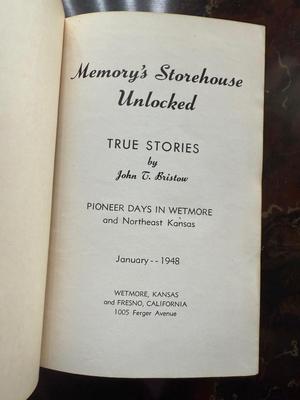 Memory's Storehouse
Unlocked
TRUE STORIES
by
John T. Bristow
PIONEER DAYS IN WETMORE
and Northeast Kansas
January - - 1948
WETMORE, KANSAS
and FRESNO, CALIFORNIA
1005 Ferger Avenue